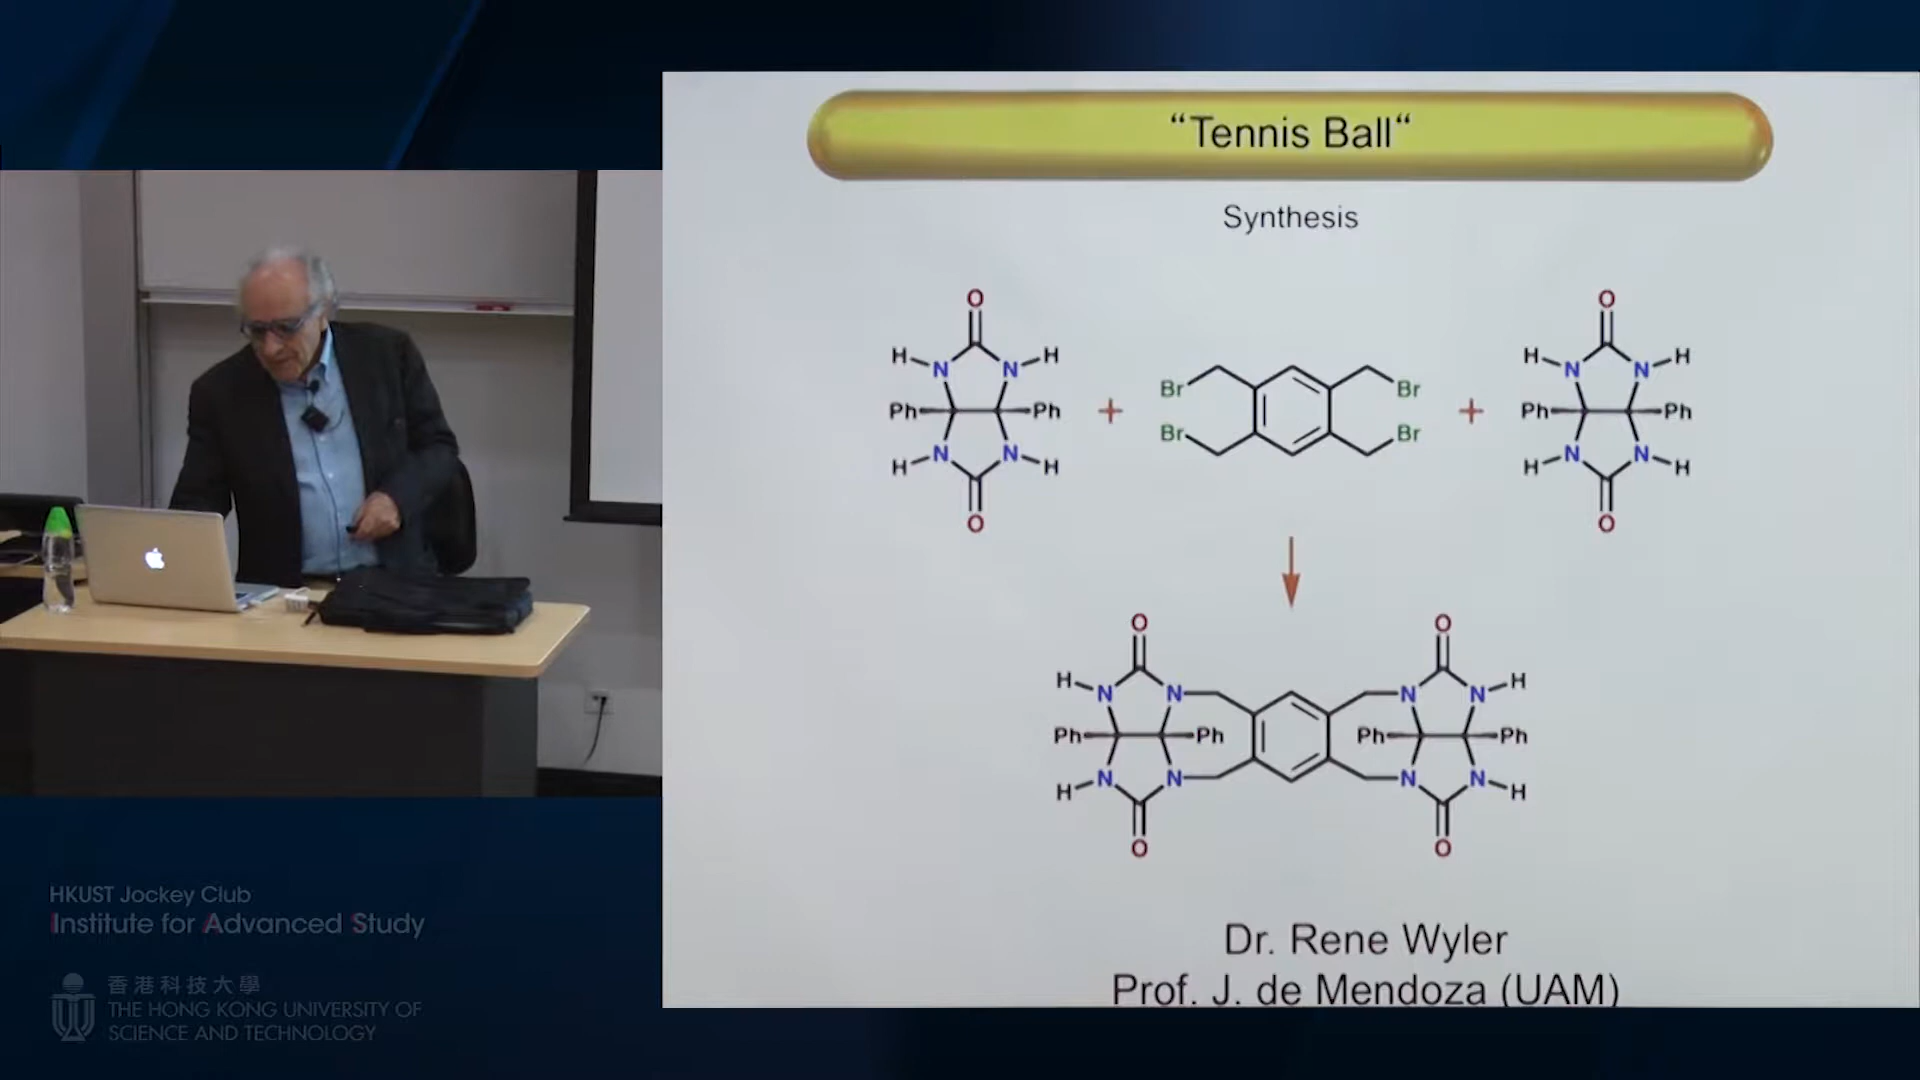 “Tennis Ball“
Synthesis
O O
H N N H H N N H
Br Br
Ph Ph + + Ph Ph
Br Br
H N N H H N N H
O O
O O
H N N N N H
Ph Ph Ph Ph
H N N N N H
O O
Dr. Rene Wyler
Prof. J. de Mendoza (UAM)
HKUST Jockey Club
Institute for Advanced Study
香港科技大學
THE HONG KONG UNIVERSITY OF
SCIENCE AND TECHNOLOGY